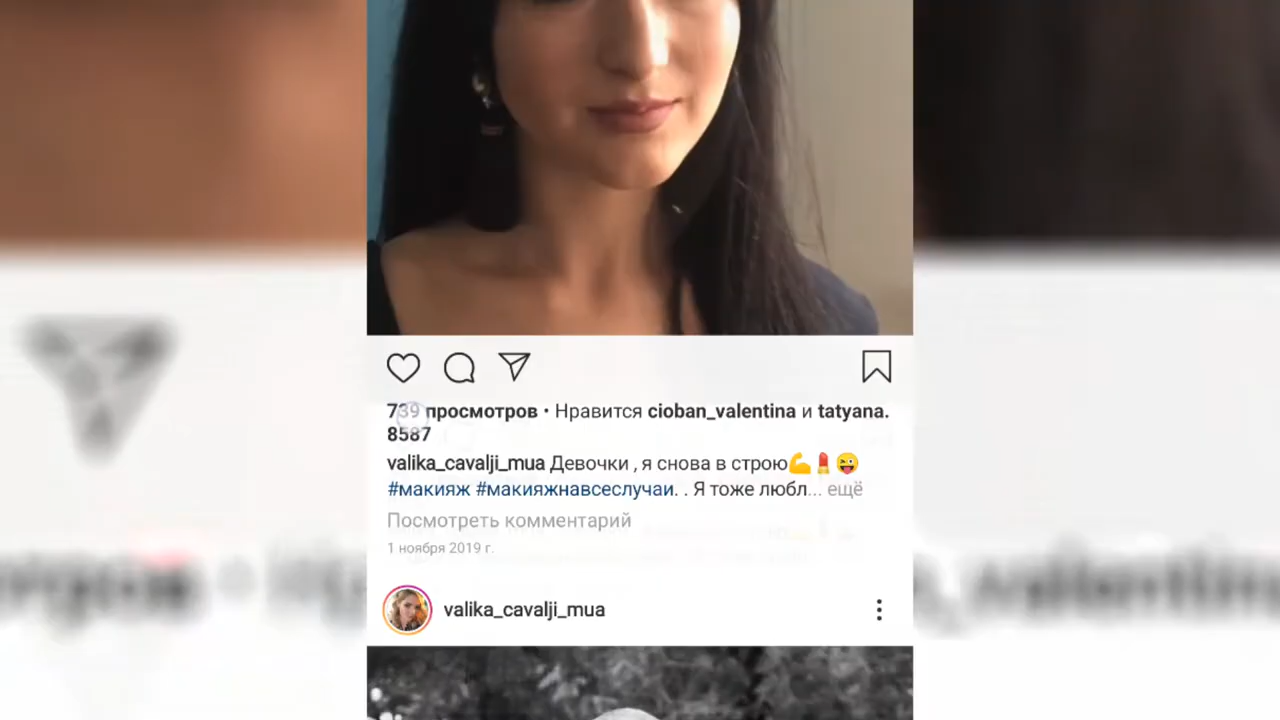 739 просмотров • Нравится cioban_valentina и tatyana.
8587
valika_cavalji_mua Девочки , я снова в строю💪💄😜
#макияж #макияжнавсеслучаи. . Я тоже любл... ещё
Посмотреть комментарий
1 ноября 2019 г.
valika_cavalji_mua